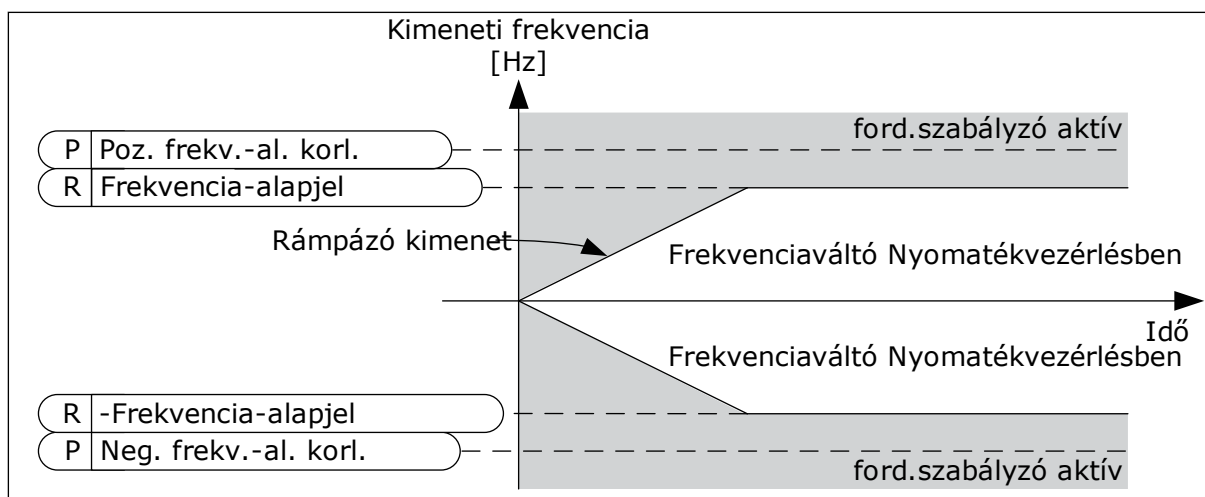 Kimeneti frekvencia
[Hz]
ford.szabályzó aktív
P Poz. frekv.-al. korl.
R Frekvencia-alapjel
Rámpázó kimenet
Frekvenciaváltó Nyomatékvezérlésben
Idő
Frekvenciaváltó Nyomatékvezérlésben
R -Frekvencia-alapjel
P Neg. frekv.-al. korl.
ford.szabályzó aktív